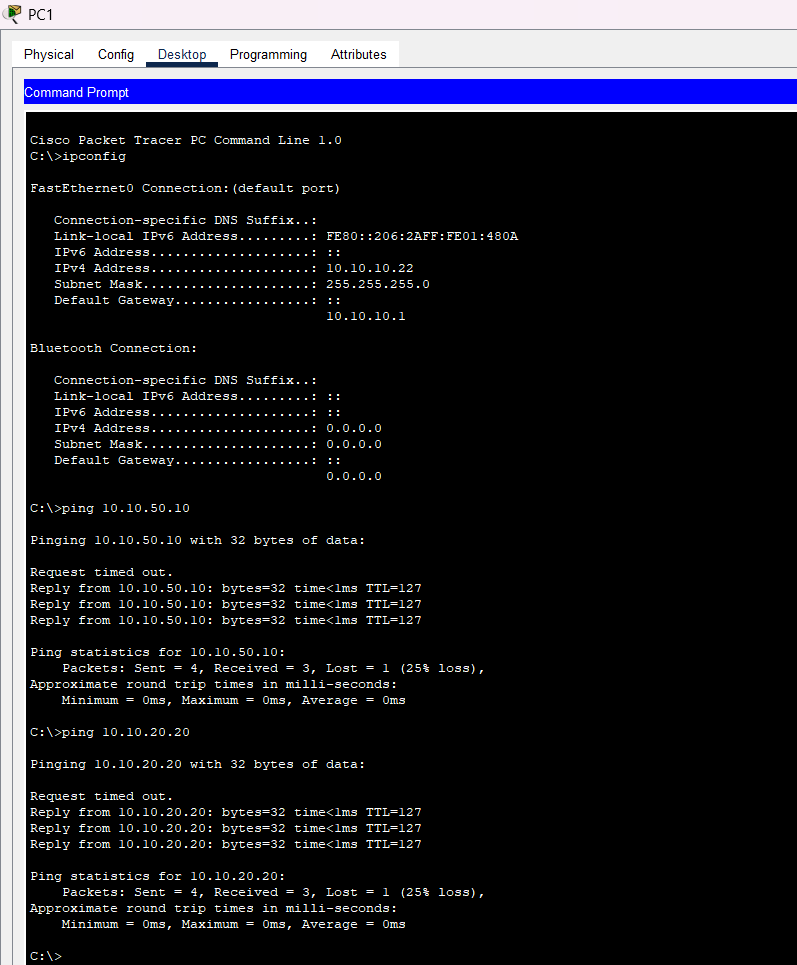 PC1
Physical Config Desktop Programming Attributes
Command Prompt
Cisco Packet Tracer PC Command Line 1.0
C:\>ipconfig
FastEthernet0 Connection:(default port)
Connection-specific DNS Suffix..:
Link-local IPv6 Address.........: FE80::206:2AFF:FE01:480A
IPv6 Address....................: ::
IPv4 Address....................: 10.10.10.22
Subnet Mask.....................: 255.255.255.0
Default Gateway.................: ::
10.10.10.1
Bluetooth Connection:
Connection-specific DNS Suffix..:
Link-local IPv6 Address.........: ::
IPv6 Address....................: ::
IPv4 Address....................: 0.0.0.0
Subnet Mask.....................: 0.0.0.0
Default Gateway.................: ::
0.0.0.0
C:\>ping 10.10.50.10
Pinging 10.10.50.10 with 32 bytes of data:
Request timed out.
Reply from 10.10.50.10: bytes=32 time<1ms TTL=127
Reply from 10.10.50.10: bytes=32 time<1ms TTL=127
Reply from 10.10.50.10: bytes=32 time<1ms TTL=127
Ping statistics for 10.10.50.10:
Packets: Sent = 4, Received = 3, Lost = 1 (25% loss),
Approximate round trip times in milli-seconds:
Minimum = 0ms, Maximum = 0ms, Average = 0ms
C:\>ping 10.10.20.20
Pinging 10.10.20.20 with 32 bytes of data:
Request timed out.
Reply from 10.10.20.20: bytes=32 time<1ms TTL=127
Reply from 10.10.20.20: bytes=32 time<1ms TTL=127
Reply from 10.10.20.20: bytes=32 time<1ms TTL=127
Ping statistics for 10.10.20.20:
Packets: Sent = 4, Received = 3, Lost = 1 (25% loss),
Approximate round trip times in milli-seconds:
Minimum = 0ms, Maximum = 0ms, Average = 0ms
C:\>